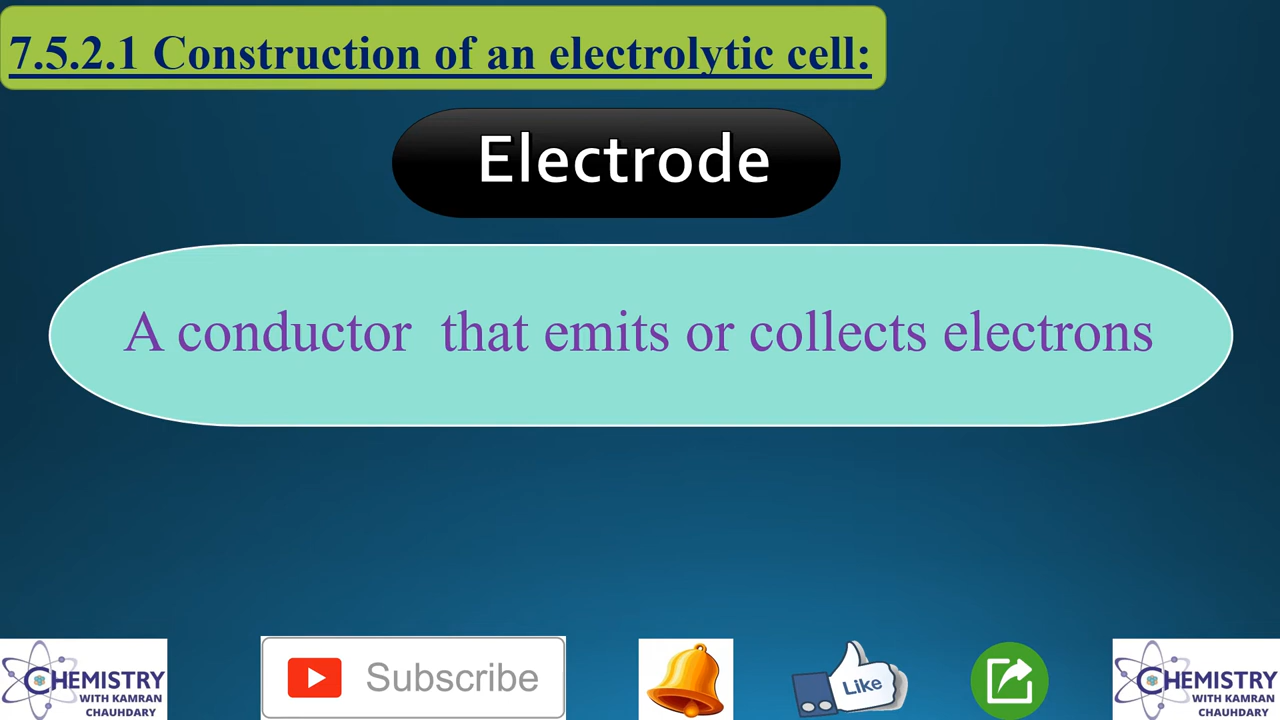 7.5.2.1 Construction of an electrolytic cell:
Electrode
A conductor that emits or collects electrons
CHEMISTRY
WITH KAMRAN
CHAUHDARY
Subscribe
Like
CHEMISTRY
WITH KAMRAN
CHAUHDARY